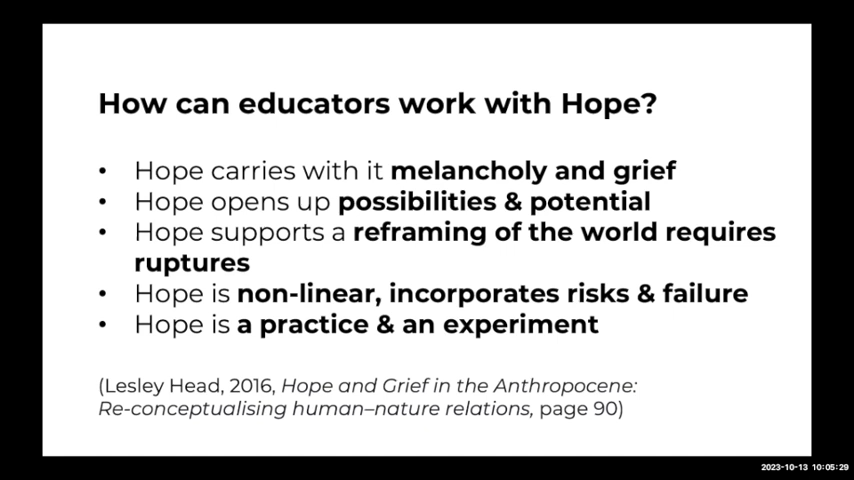 How can educators work with Hope?
• Hope carries with it melancholy and grief
• Hope opens up possibilities & potential
• Hope supports a reframing of the world requires
ruptures
• Hope is non-linear, incorporates risks & failure
• Hope is a practice & an experiment
(Lesley Head, 2016, Hope and Grief in the Anthropocene:
Re-conceptualising human–nature relations, page 90)
2023-10-13 10:05:29